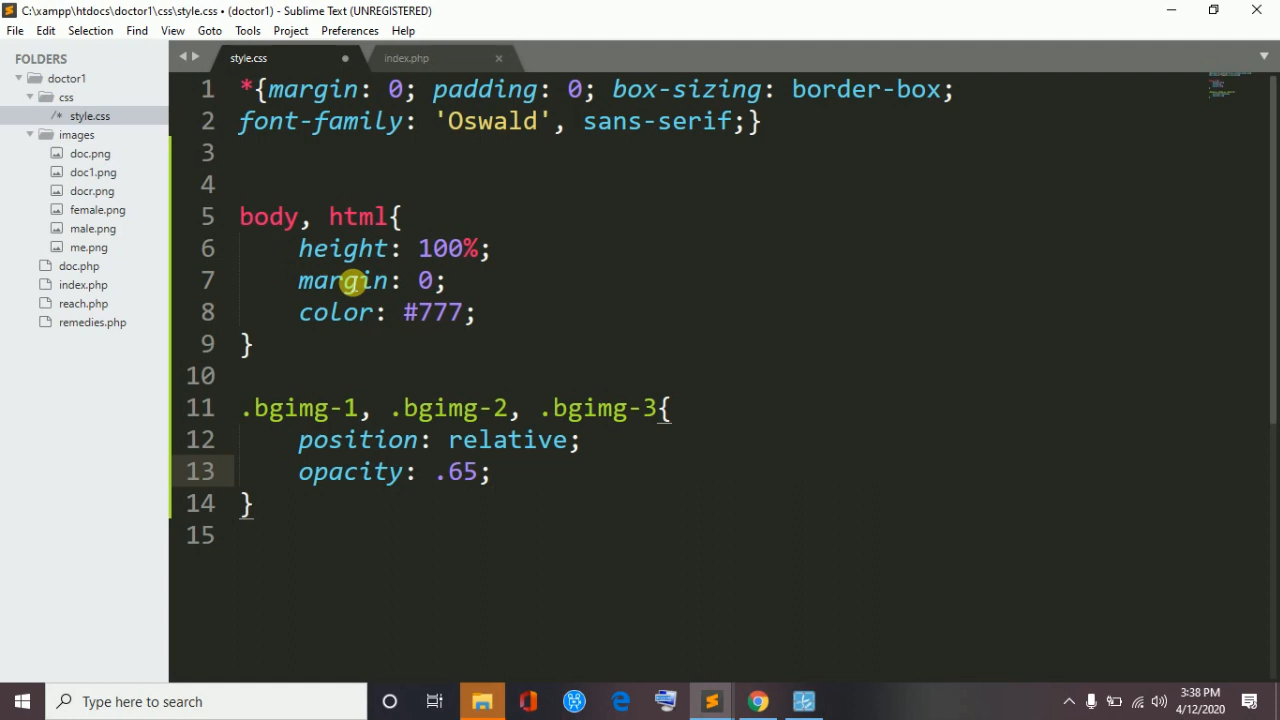 C:\xampp\htdocs\doctor1\css\style.css • (doctor1) - Sublime Text (UNREGISTERED)
File Edit Selection Find View Goto Tools Project Preferences Help
FOLDERS
doctor1
css
/* style.css
images
doc.png
doc1.png
docr.png
female.png
male.png
me.png
doc.php
index.php
reach.php
remedies.php
style.css
index.php
1 *{margin: 0; padding: 0; box-sizing: border-box;
2 font-family: 'Oswald', sans-serif;}
3
4
5 body, html{
6 height: 100%;
7 margin: 0;
8 color: #777;
9 }
10
11 .bgimg-1, .bgimg-2, .bgimg-3{
12 position: relative;
13 opacity: .65;
14 }
15
Type here to search
3:38 PM
4/12/2020